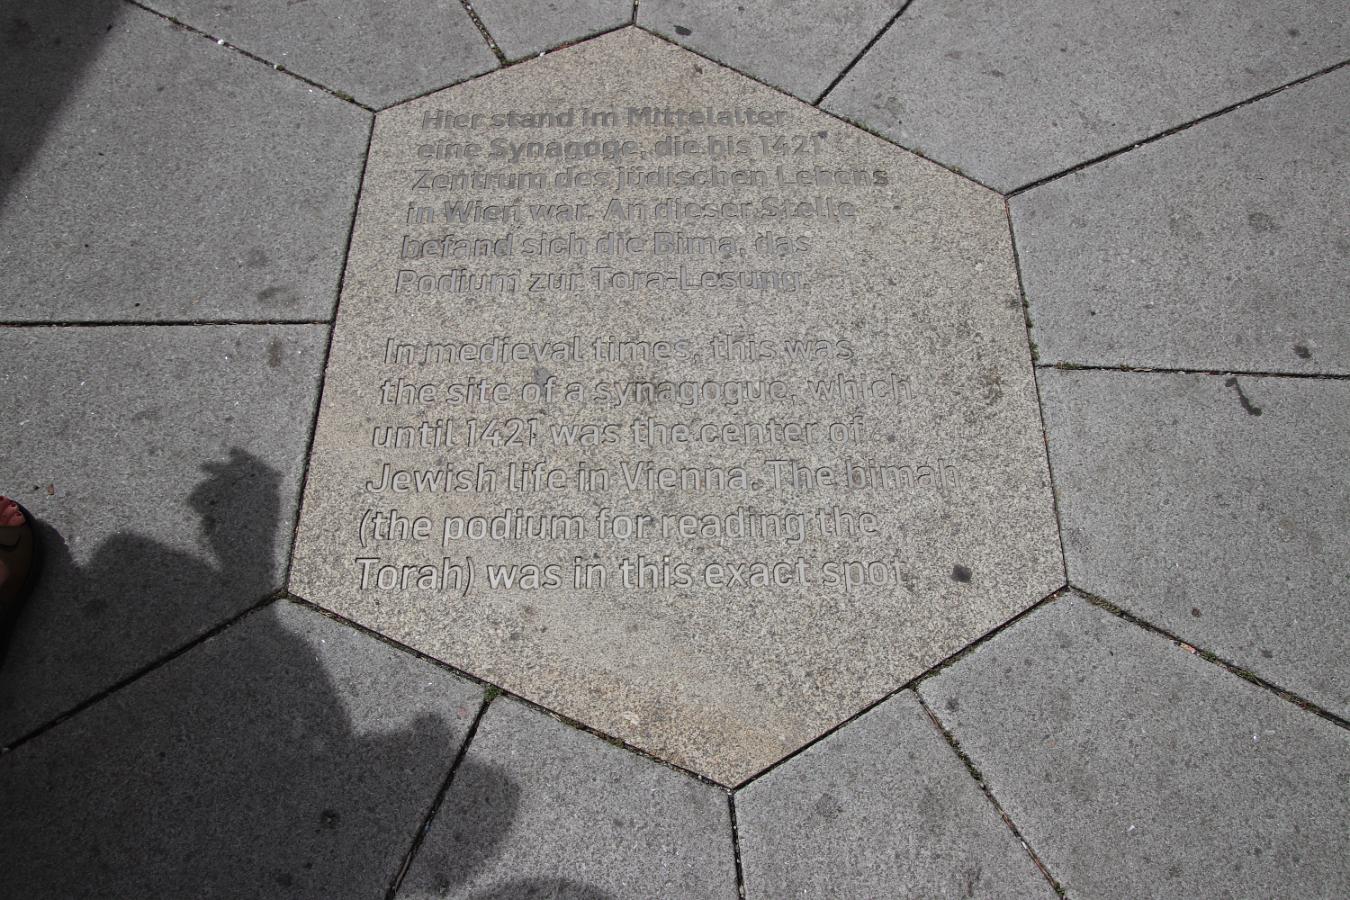 Hier stand im Mittelalter
eine Synagoge, die bis 1421
Zentrum des jüdischen Lebens
in Wien war. An dieser Stelle
befand sich die Bima, das
Podium zur Tora-Lesung.
In medieval times, this was
the site of a synagogue, which
until 1421 was the center of
Jewish life in Vienna. The bimah
(the podium for reading the
Torah) was in this exact spot.